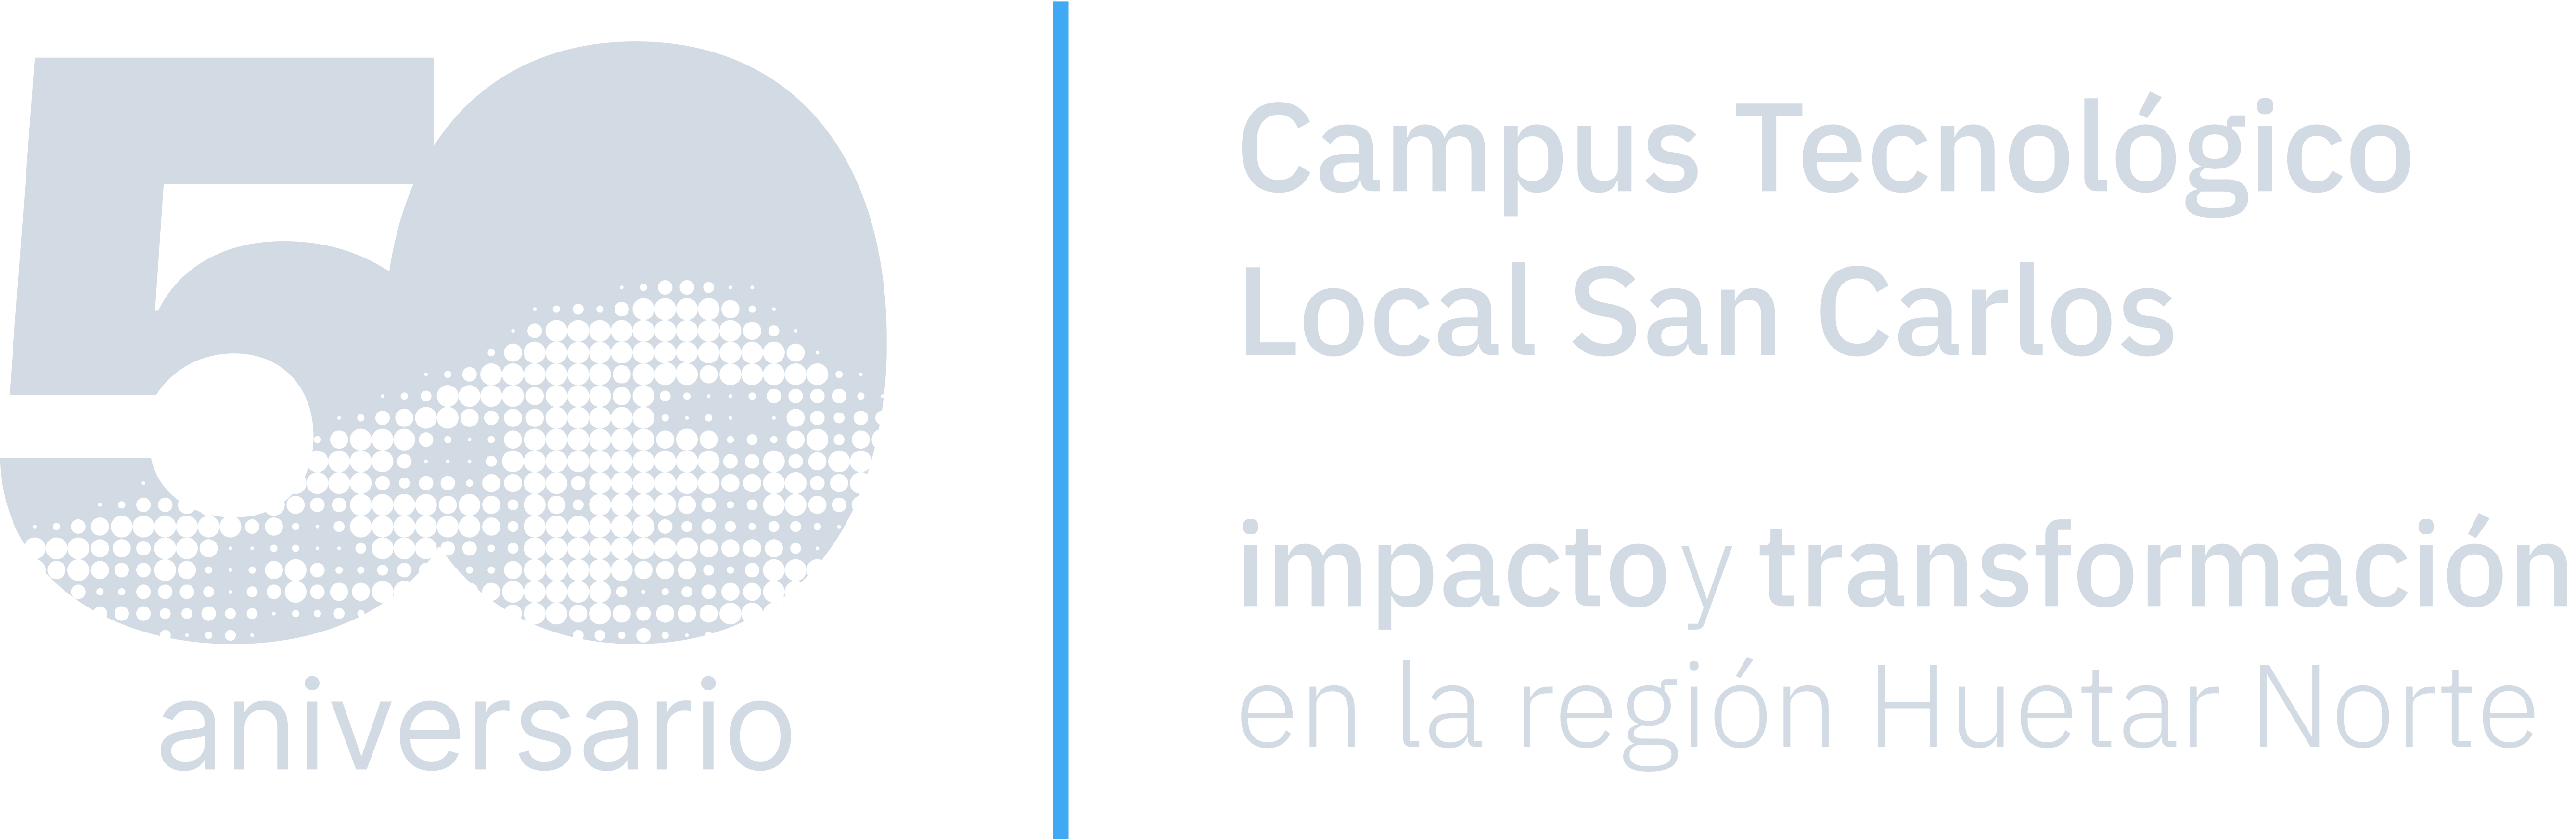 50
aniversario
Campus Tecnológico
Local San Carlos
impacto y transformación
en la región Huetar Norte